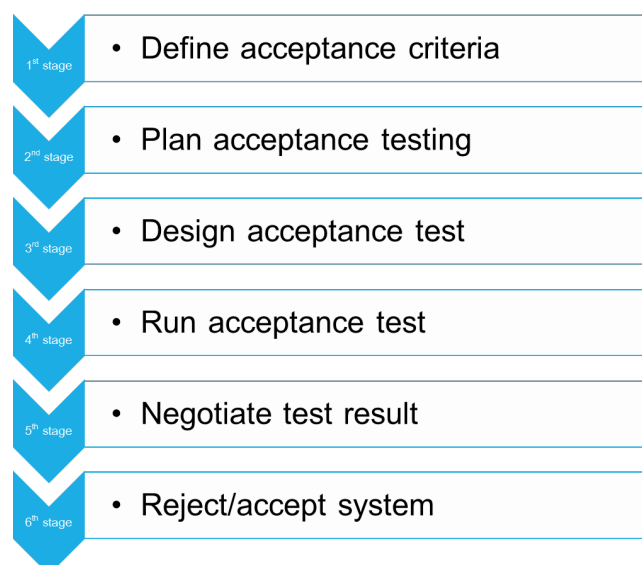 1st stage
• Define acceptance criteria
2nd stage
• Plan acceptance testing
3rd stage
• Design acceptance test
4th stage
• Run acceptance test
5th stage
• Negotiate test result
6th stage
• Reject/accept system